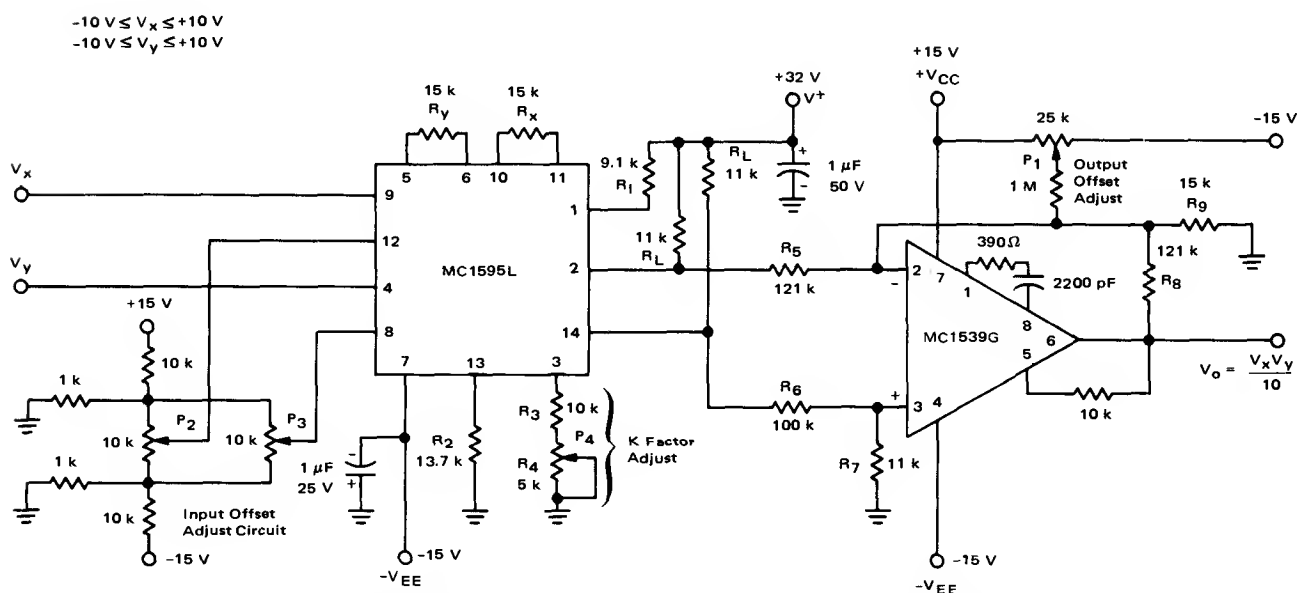 -10 V ≤ Vx ≤ +10 V
-10 V ≤ Vy ≤ +10 V
+32 V
V+
+15 V
+VCC
15 k
Ry
15 k
Rx
25 k
-15 V
P1
Output
Offset
Adjust
1 M
15 k
R9
9.1 k
RI
RL
11 k
1 µF
50 V
+
-
5
6
10
11
Vx
9
1
12
11 k
RL
MC1595L
2
R5
121 k
2
-
7
390Ω
1
2200 pF
8
121 k
R8
Vy
4
+15 V
8
14
MC1539G
6
5
Vo = VxVy
10
10 k
7
13
3
1 k
10 k
P2
10 k
P3
R6
100 k
+
3
4
10 k
R3
10 k
P4
K Factor
Adjust
R7
11 k
1 k
1 µF
25 V
-
+
R2
13.7 k
R4
5 k
10 k
Input Offset
Adjust Circuit
-15 V
-15 V
-VEE
-15 V
-VEE